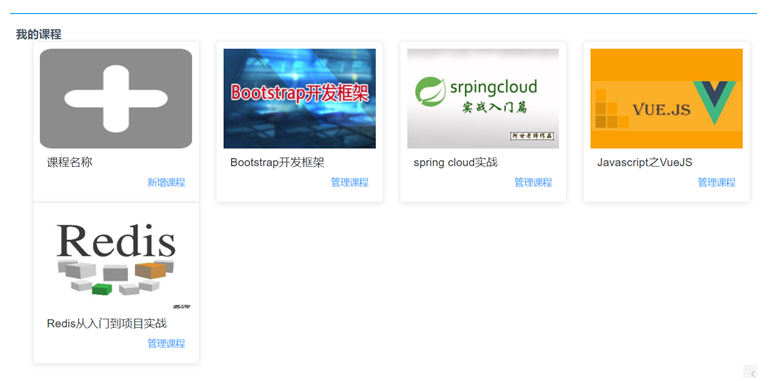 我的课程
课程名称
新增课程
Bootstrap开发框架
Bootstrap开发框架
管理课程
srpingcloud
实战入门篇
阿世老师作品
spring cloud实战
管理课程
VUE.JS
Javascript之VueJS
管理课程
Redis
Redis从入门到项目实战
管理课程